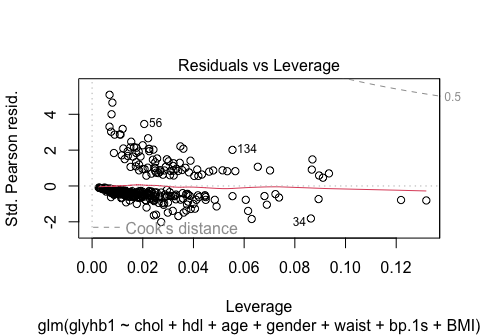 Residuals vs Leverage
Std. Pearson resid.
4
2
0
-2
56
134
34
0.5
Cook's distance
0.00 0.02 0.04 0.06 0.08 0.10 0.12
Leverage
glm(glyhb1 ~ chol + hdl + age + gender + waist + bp.1s + BMI)